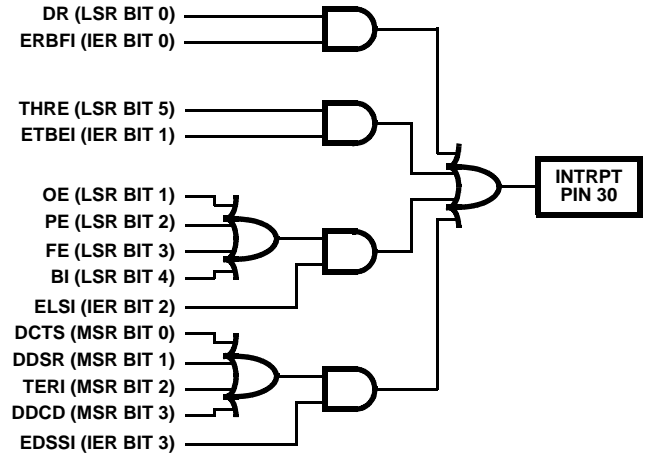 DR (LSR BIT 0)
ERBFI (IER BIT 0)
THRE (LSR BIT 5)
ETBEI (IER BIT 1)
OE (LSR BIT 1)
PE (LSR BIT 2)
FE (LSR BIT 3)
BI (LSR BIT 4)
ELSI (IER BIT 2)
DCTS (MSR BIT 0)
DDSR (MSR BIT 1)
TERI (MSR BIT 2)
DDCD (MSR BIT 3)
EDSSI (IER BIT 3)
INTRPT
PIN 30